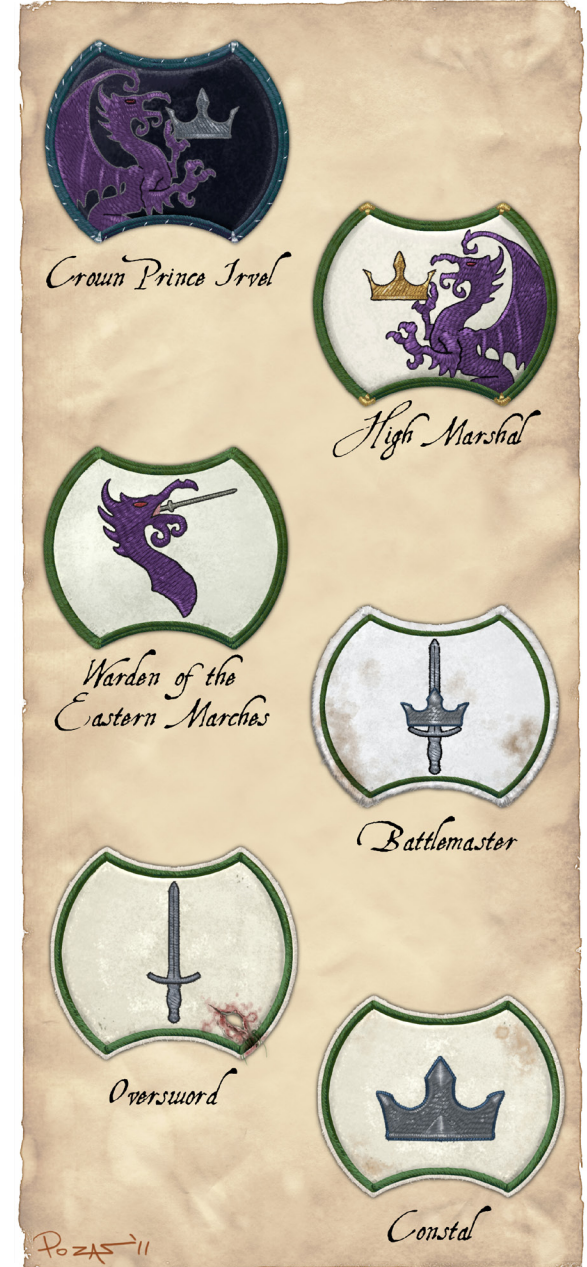 Crown Prince Irvel
High Marshal
Warden of the
Eastern Marches
Battlemaster
Oversword
Constal
POZAS '11